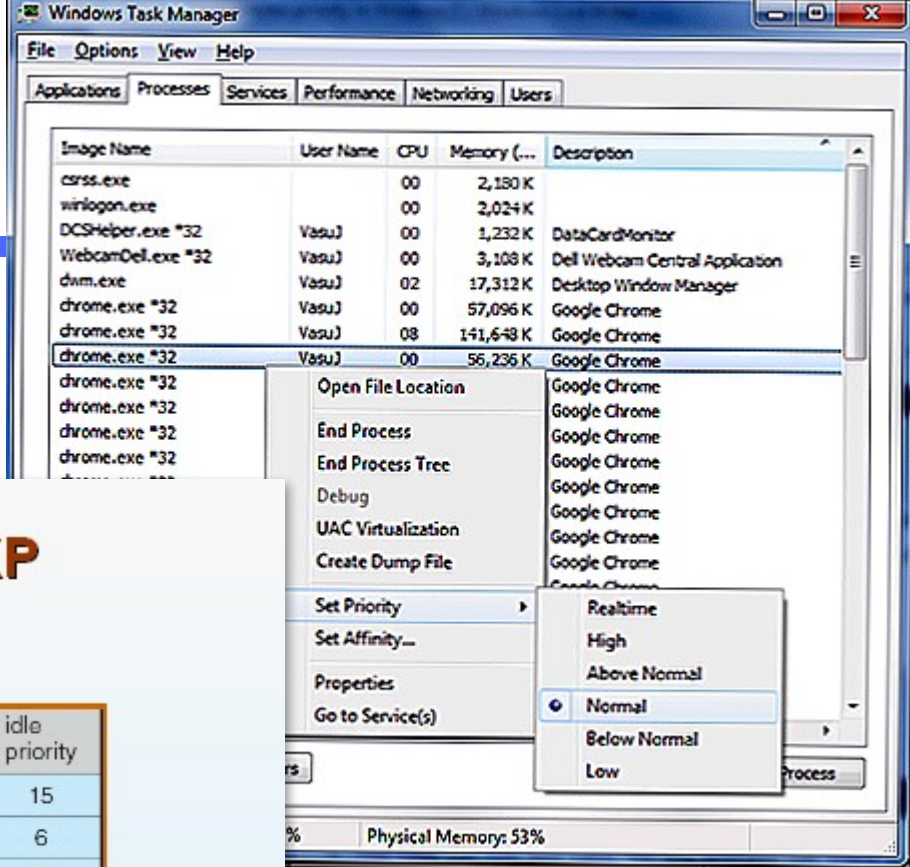 Windows Task Manager
File Options View Help
Applications Processes Services Performance Networking Users
Image Name User Name CPU Memory (... Description
csrss.exe 00 2,180 K
winlogon.exe 00 2,024 K
DCSHelper.exe *32 VasuJ 00 1,232 K DataCardMonitor
WebcamDell.exe *32 VasuJ 00 3,108 K Dell Webcam Central Application
dwm.exe VasuJ 02 17,312 K Desktop Window Manager
chrome.exe *32 VasuJ 00 57,096 K Google Chrome
chrome.exe *32 VasuJ 08 141,648 K Google Chrome
chrome.exe *32 VasuJ 00 56,236 K Google Chrome
chrome.exe *32 Google Chrome
chrome.exe *32 Google Chrome
chrome.exe *32 Google Chrome
chrome.exe *32 Google Chrome
Google Chrome
Google Chrome
Google Chrome
Google Chrome
Google Chrome
Open File Location
End Process
End Process Tree
Debug
UAC Virtualization
Create Dump File
Set Priority
Set Affinity...
Properties
Go to Service(s)
Realtime
High
Above Normal
Normal
Below Normal
Low
rs
Process
% Physical Memory: 53%
XP
idle
priority
15
6